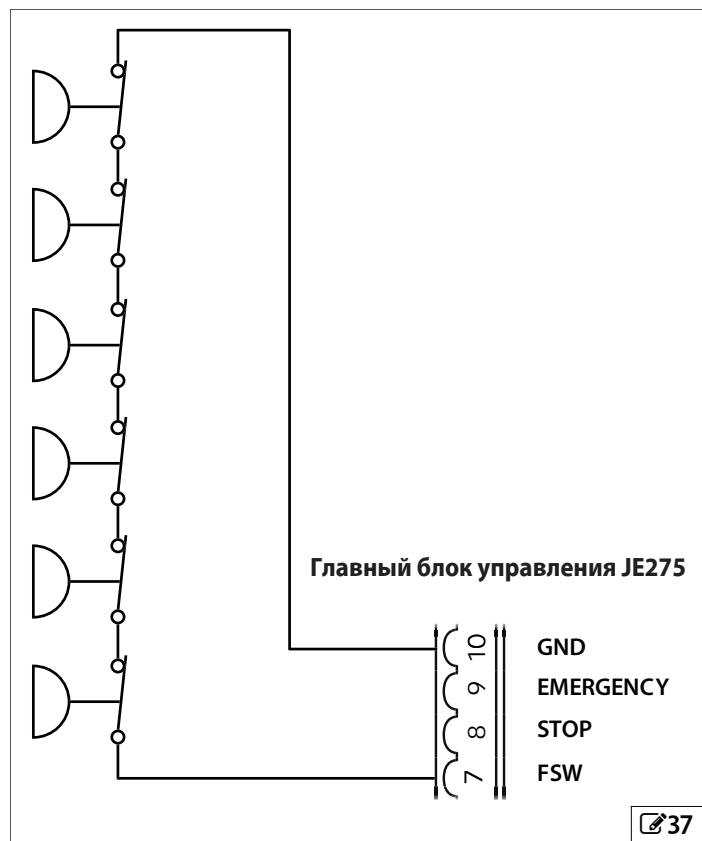 Главный блок управления JE275
10 GND
9 EMERGENCY
8 STOP
7 FSW
37